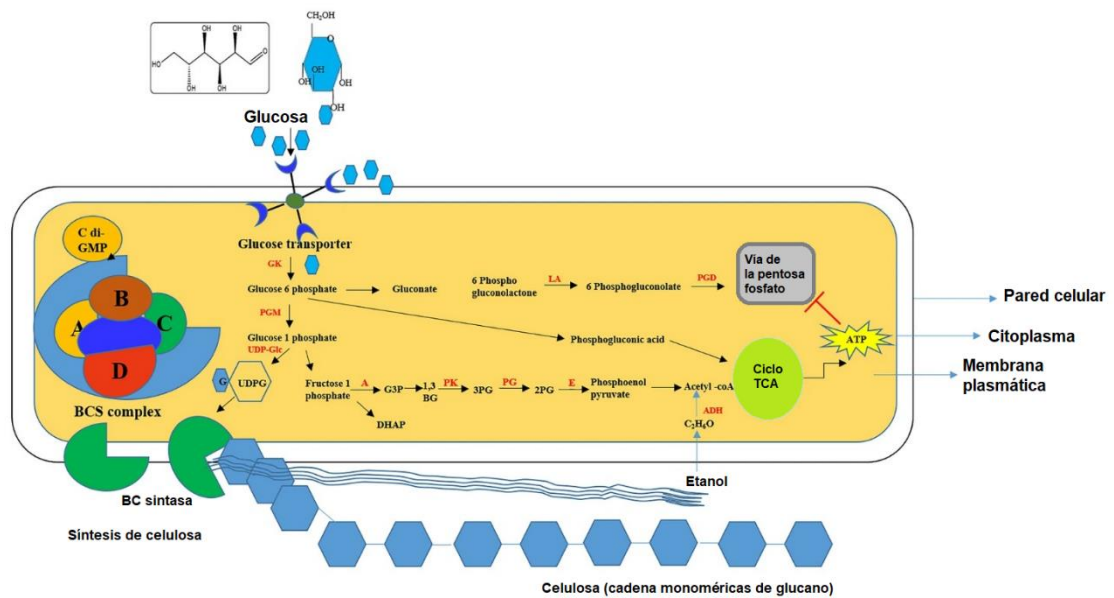 OH
OH
O
HO
OH
OH
CH₂OH
O
OH
OH
OH
OH
Glucosa
C di-
GMP
B
A
C
D
BCS complex
Glucose transporter
GK
Glucose 6 phosphate
Gluconate
6 Phospho
gluconolactone
LA
6 Phosphogluconolate
PGD
Via de
la pentosa
fosfato
PGM
Glucose 1 phosphate
UDP-Glc
G
UDPG
Phosphogluconic acid
ATP
Ciclo
TCA
Fructose 1
phosphate
A
G3P
1,3
BG
PK
3PG
PG
2PG
E
Phosphoenol
pyruvate
Acetyl -coA
ADH
C₂H₆O
DHAP
Pared celular
Citoplasma
Membrana
plasmática
Etanol
BC sintasa
Síntesis de celulosa
Celulosa (cadena monoméricas de glucano)